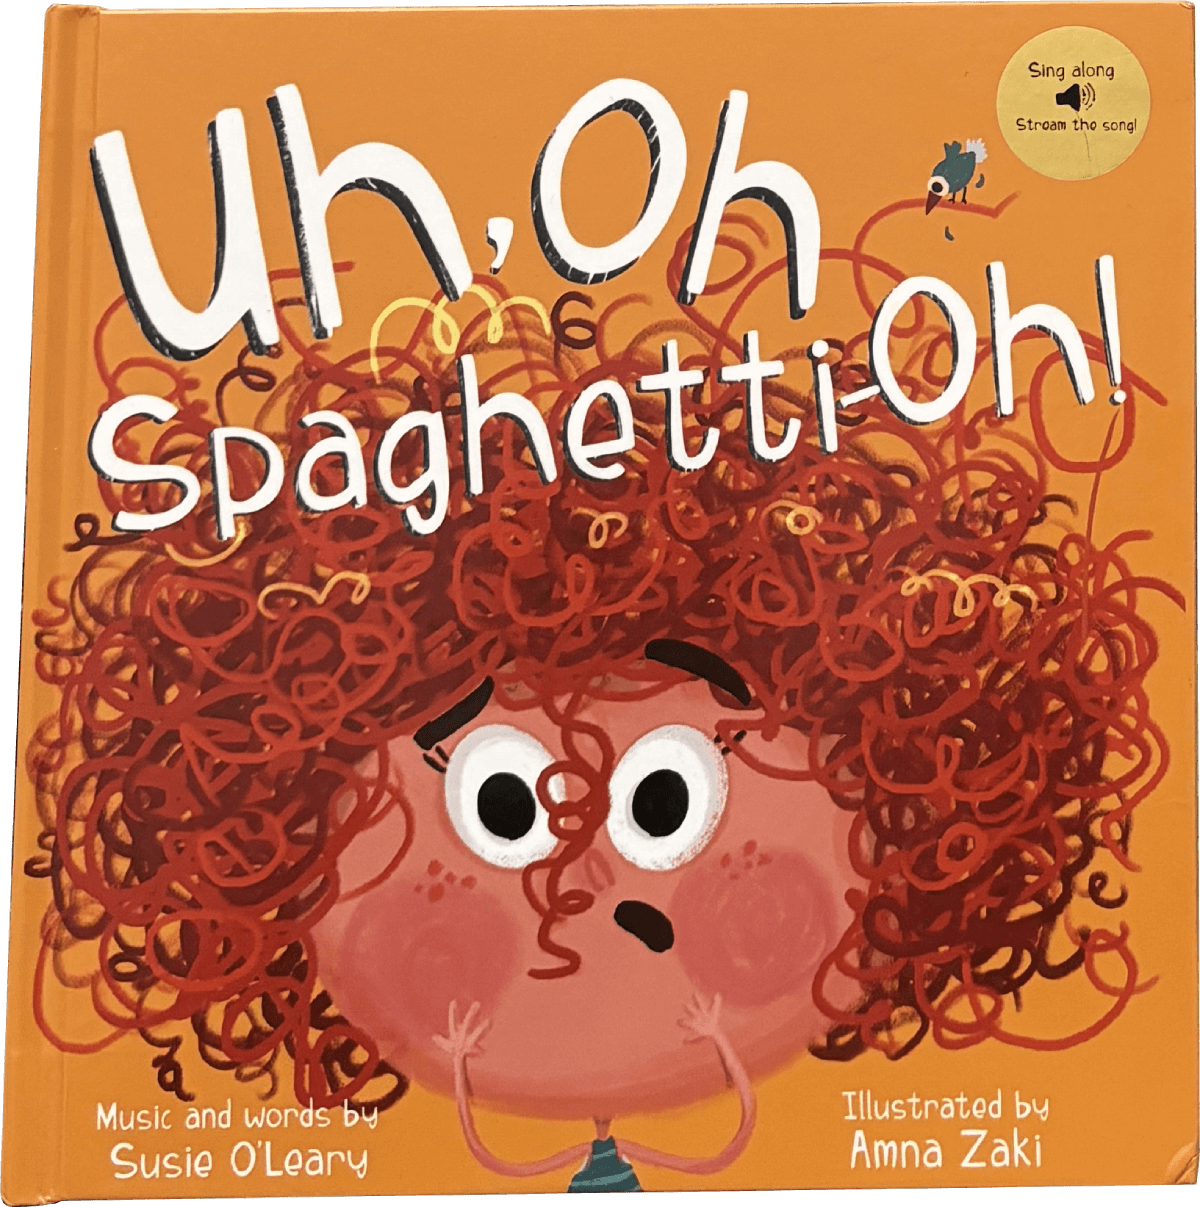 Sing along
Stream the song!
Uh, Oh
Spaghetti-Oh!
Music and words by
Susie O'Leary
Illustrated by
Amna Zaki